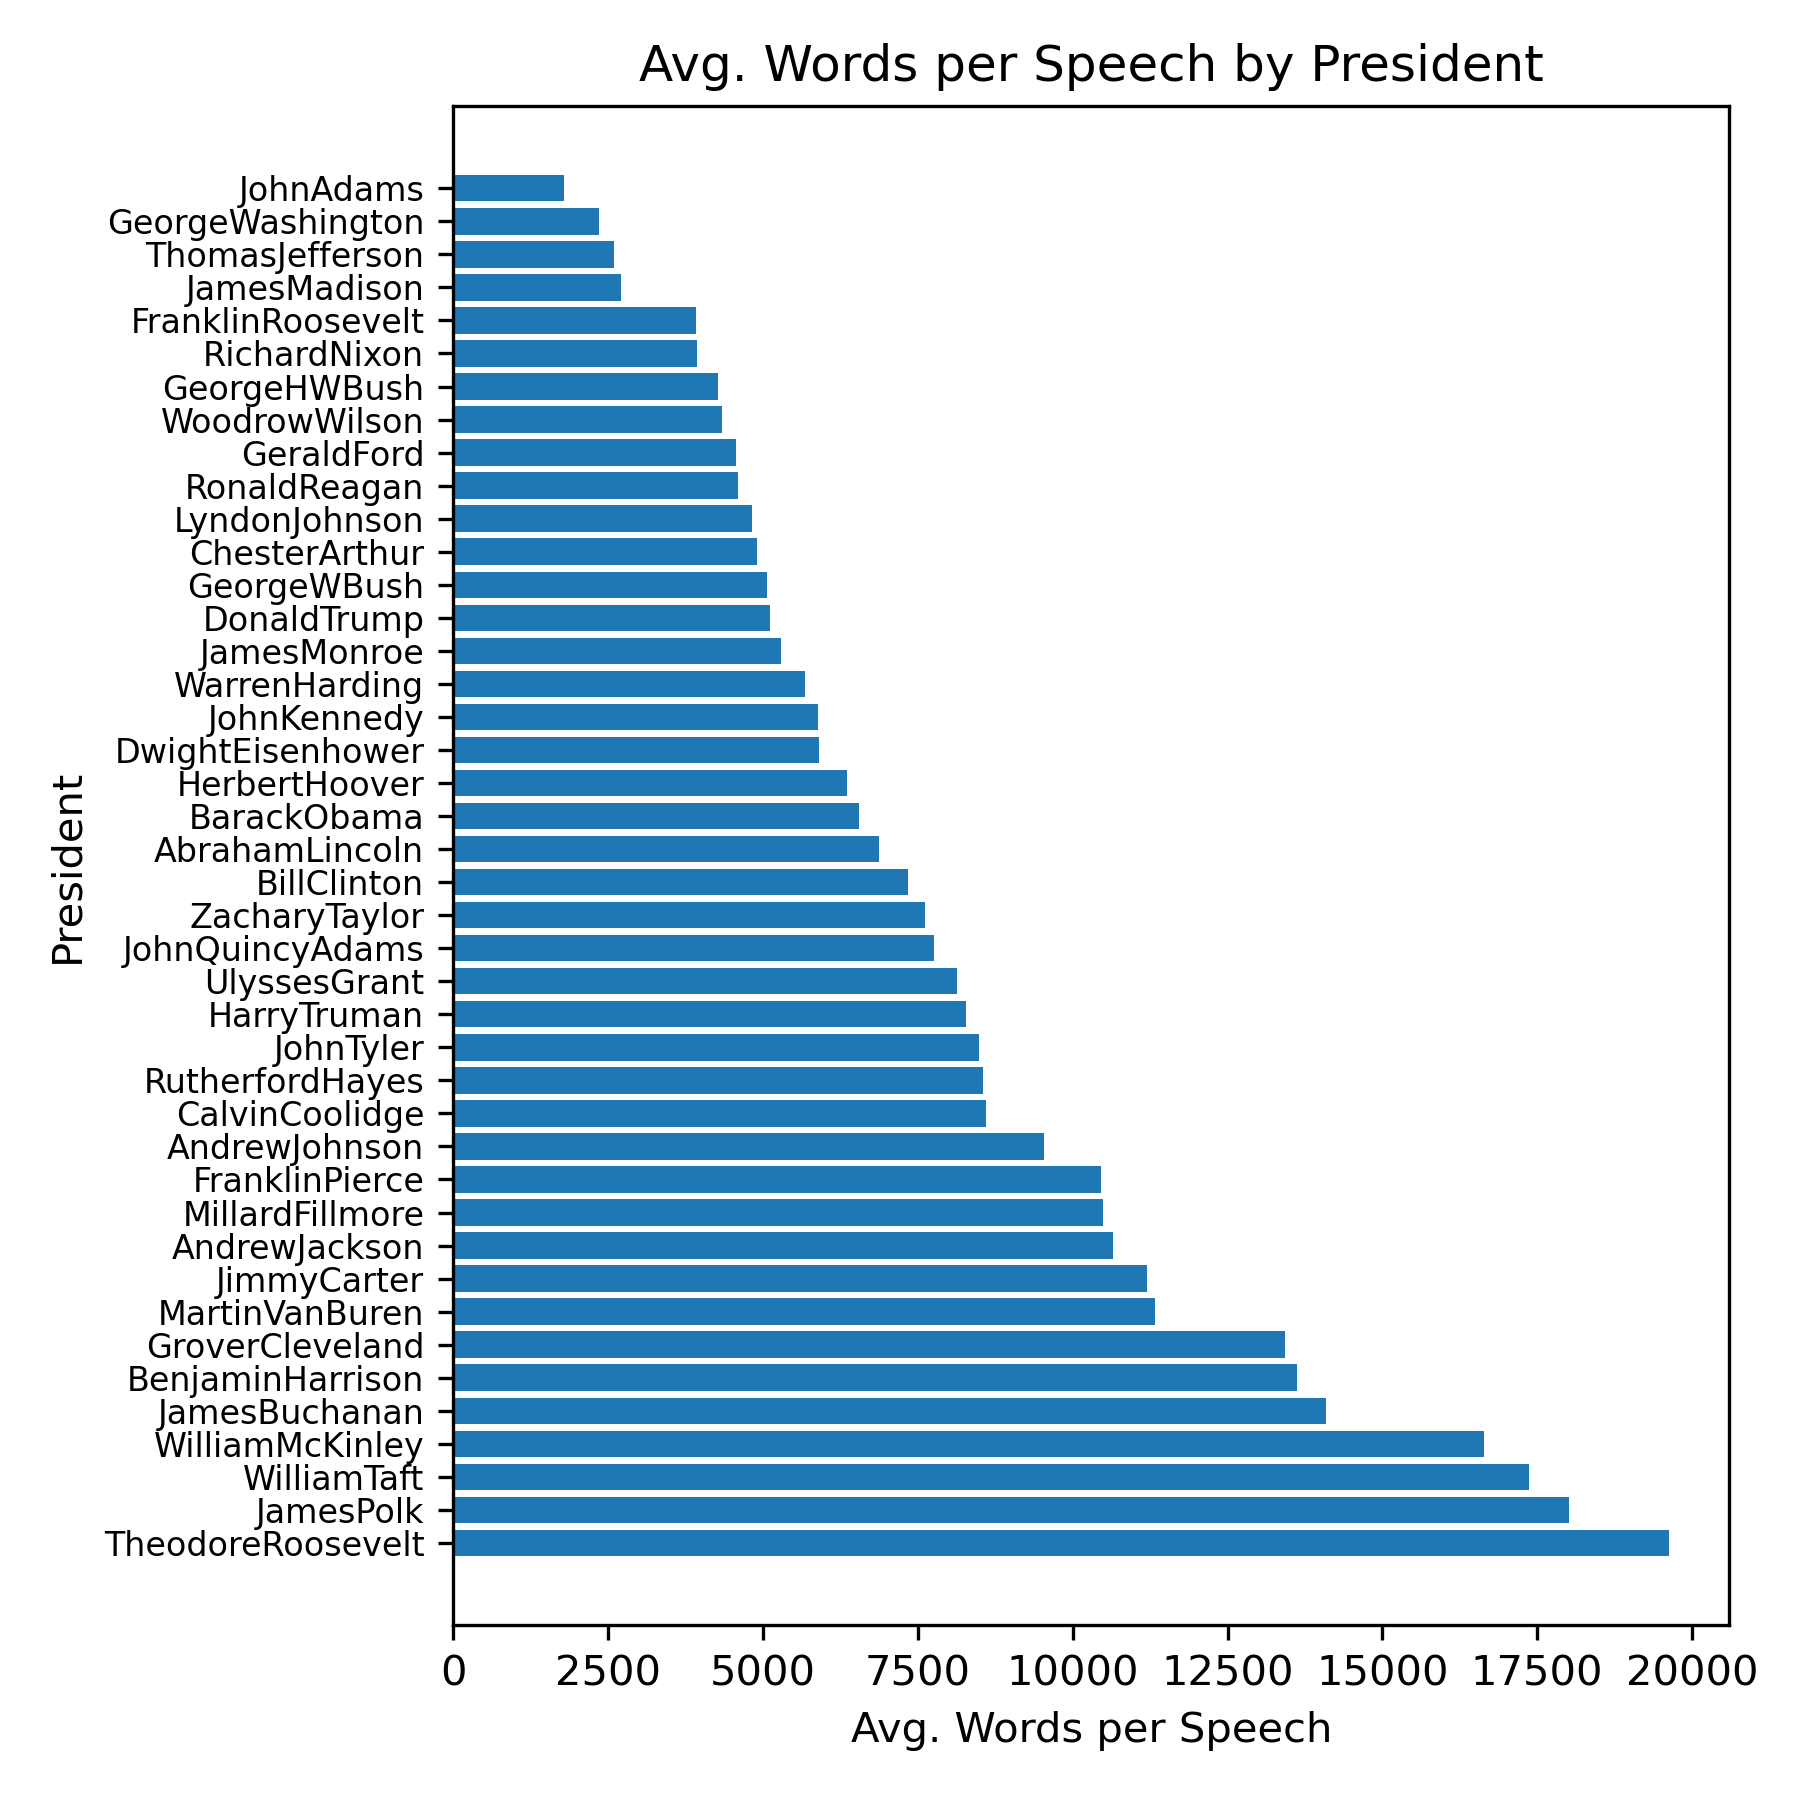 Avg. Words per Speech by President
JohnAdams
GeorgeWashington
ThomasJefferson
JamesMadison
FranklinRoosevelt
RichardNixon
GeorgeHWBush
WoodrowWilson
GeraldFord
RonaldReagan
LyndonJohnson
ChesterArthur
GeorgeWBush
DonaldTrump
JamesMonroe
WarrenHarding
JohnKennedy
DwightEisenhower
HerbertHoover
BarackObama
AbrahamLincoln
BillClinton
ZacharyTaylor
JohnQuincyAdams
UlyssesGrant
HarryTruman
JohnTyler
RutherfordHayes
CalvinCoolidge
AndrewJohnson
FranklinPierce
MillardFillmore
AndrewJackson
JimmyCarter
MartinVanBuren
GroverCleveland
BenjaminHarrison
JamesBuchanan
WilliamMcKinley
WilliamTaft
JamesPolk
TheodoreRoosevelt
President
0 2500 5000 7500 10000 12500 15000 17500 20000
Avg. Words per Speech